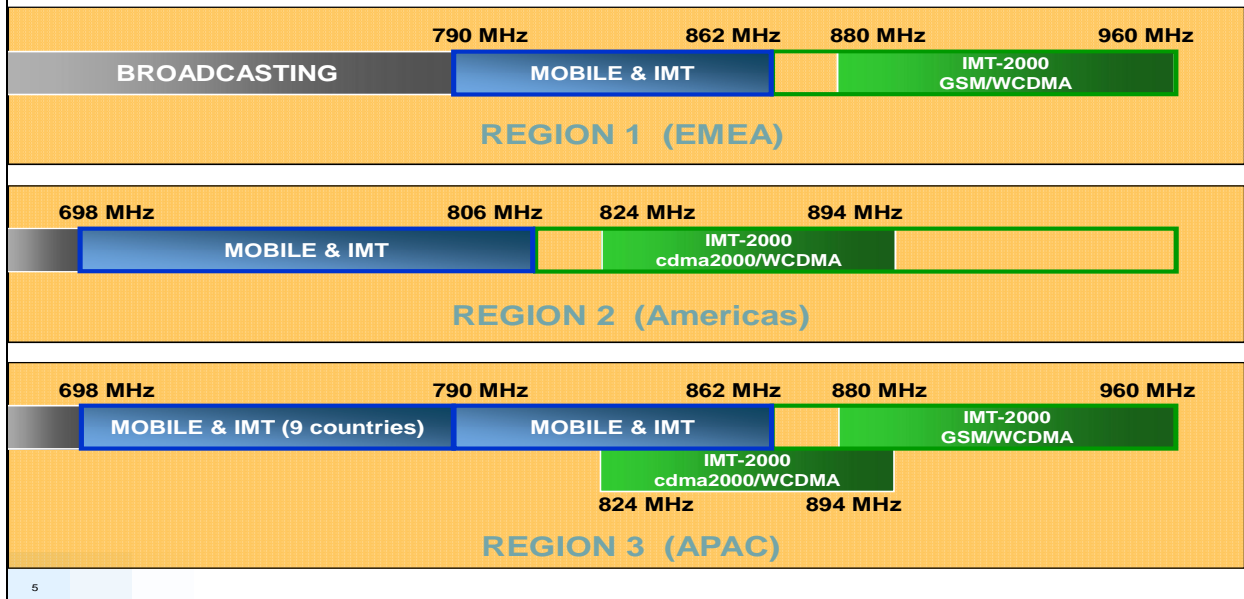 790 MHz 862 MHz 880 MHz 960 MHz
BROADCASTING MOBILE & IMT IMT-2000
GSM/WCDMA
REGION 1 (EMEA)
698 MHz 806 MHz 824 MHz 894 MHz
MOBILE & IMT IMT-2000
cdma2000/WCDMA
REGION 2 (Americas)
698 MHz 790 MHz 862 MHz 880 MHz 960 MHz
MOBILE & IMT (9 countries) MOBILE & IMT IMT-2000
GSM/WCDMA
IMT-2000
cdma2000/WCDMA
824 MHz 894 MHz
REGION 3 (APAC)
5